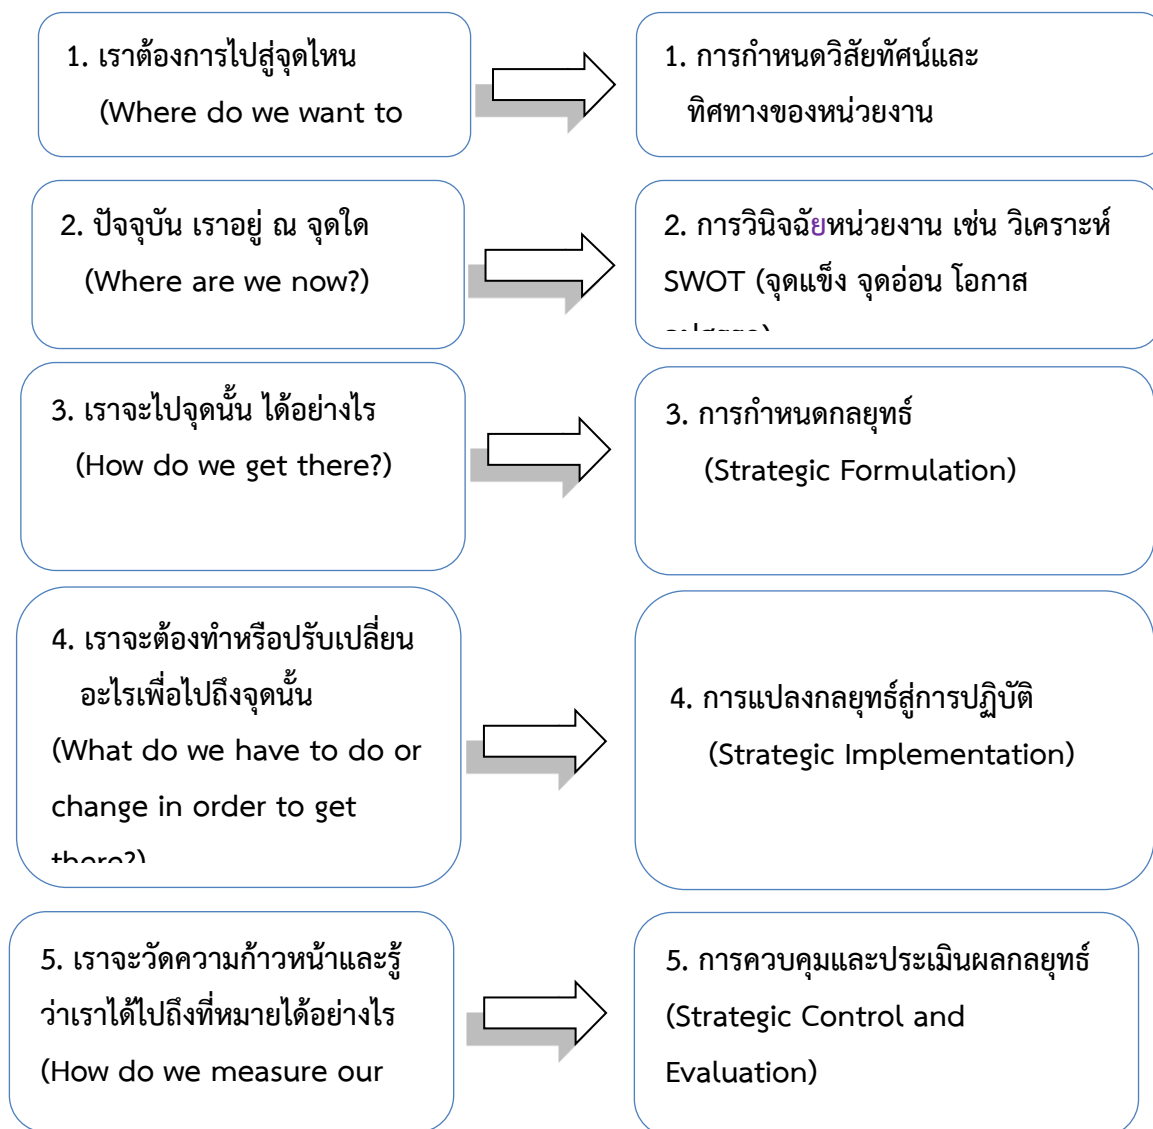 1. เราต้องการไปสู่จุดไหน
(Where do we want to
1. การกำหนดวิสัยทัศน์และ
ทิศทางของหน่วยงาน
2. ปัจจุบัน เราอยู่ ณ จุดใด
(Where are we now?)
2. การวินิจฉัยหน่วยงาน เช่น วิเคราะห์
SWOT (จุดแข็ง จุดอ่อน โอกาส
3. เราจะไปจุดนั้น ได้อย่างไร
(How do we get there?)
3. การกำหนดกลยุทธ์
(Strategic Formulation)
4. เราจะต้องทำหรือปรับเปลี่ยน
อะไรเพื่อไปถึงจุดนั้น
(What do we have to do or
change in order to get
there?)
4. การแปลงกลยุทธ์สู่การปฏิบัติ
(Strategic Implementation)
5. เราจะวัดความก้าวหน้าและรู้
ว่าเราได้ไปถึงที่หมายได้อย่างไร
(How do we measure our
5. การควบคุมและประเมินผลกลยุทธ์
(Strategic Control and
Evaluation)